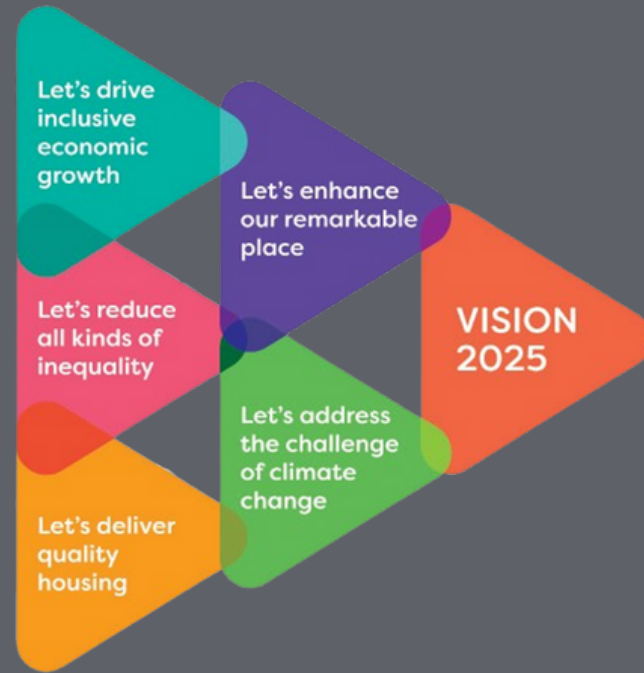 Let's drive
inclusive
economic
growth
Let's enhance
our remarkable
place
Let's reduce
all kinds of
inequality
VISION
2025
Let's address
the challenge
of climate
change
Let's deliver
quality
housing